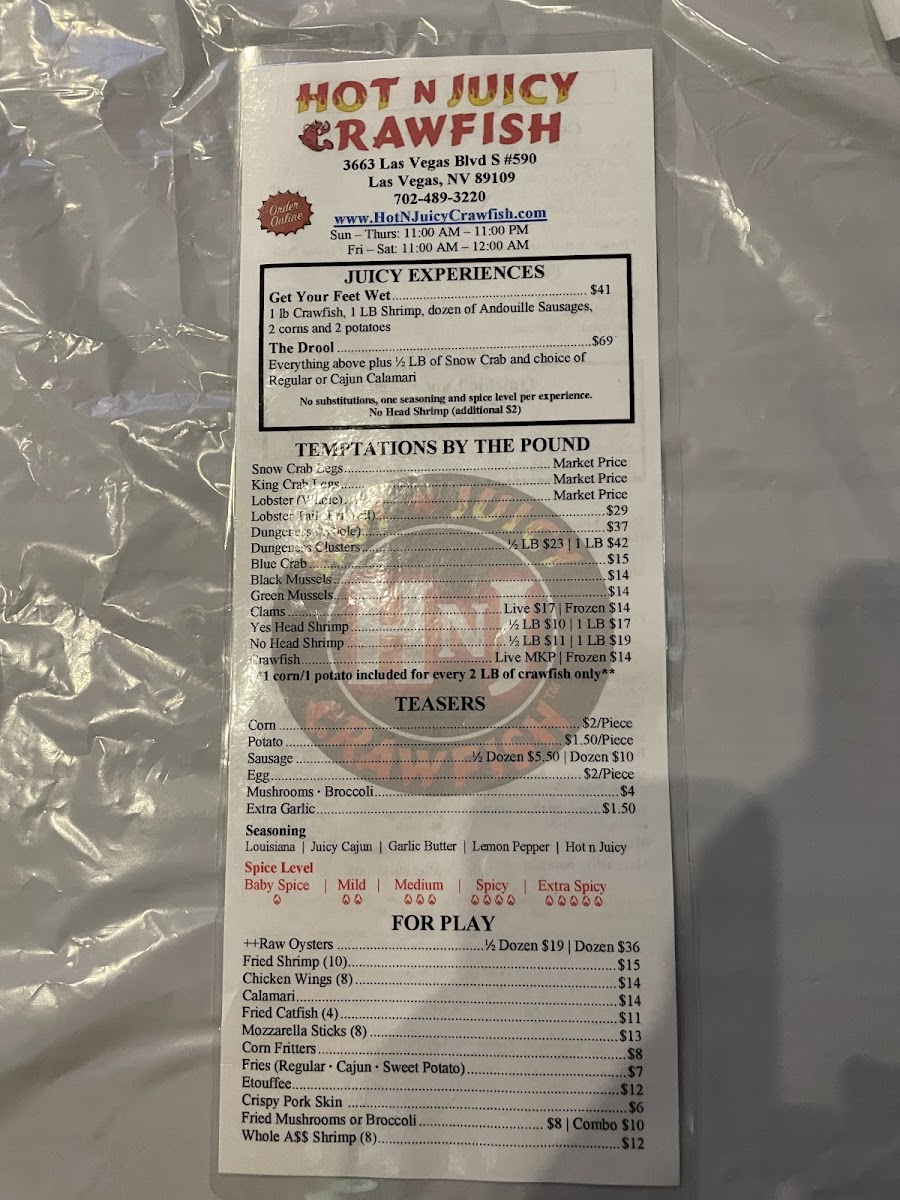 HOT N JUICY
CRAWFISH
3663 Las Vegas Blvd S #590
Las Vegas, NV 89109
702-489-3220
Order
Online
www.HotNJuicyCrawfish.com
Sun – Thurs: 11:00 AM – 11:00 PM
Fri – Sat: 11:00 AM – 12:00 AM
JUICY EXPERIENCES
Get Your Feet Wet $41
1 lb Crawfish, 1 LB Shrimp, dozen of Andouille Sausages,
2 corns and 2 potatoes
The Drool $69
Everything above plus ½ LB of Snow Crab and choice of
Regular or Cajun Calamari
No substitutions, one seasoning and spice level per experience.
No Head Shrimp (additional $2)
TEMPTATIONS BY THE POUND
Snow Crab Legs Market Price
King Crab Legs Market Price
Lobster (Whole) Market Price
Lobster Tail $29
Dungeness (Whole) $37
Dungeness Clusters ½ LB $23 | 1 LB $42
Blue Crab $15
Black Mussels $14
Green Mussels $14
Clams Live $17 | Frozen $14
Yes Head Shrimp ½ LB $10 | 1 LB $17
No Head Shrimp ½ LB $11 | 1 LB $19
Crawfish Live MKP | Frozen $14
*1 corn/1 potato included for every 2 LB of crawfish only**
HOT N JUICY
HNJ
CRAWFISH
TEASERS
Corn $2/Piece
Potato $1.50/Piece
Sausage ½ Dozen $5.50 | Dozen $10
Egg $2/Piece
Mushrooms · Broccoli $4
Extra Garlic $1.50
Seasoning
Louisiana | Juicy Cajun | Garlic Butter | Lemon Pepper | Hot n Juicy
Spice Level
Baby Spice | Mild | Medium | Spicy | Extra Spicy
FOR PLAY
++Raw Oysters ½ Dozen $19 | Dozen $36
Fried Shrimp (10) $15
Chicken Wings (8) $14
Calamari $14
Fried Catfish (4) $11
Mozzarella Sticks (8) $13
Corn Fritters $8
Fries (Regular · Cajun · Sweet Potato) $7
Etouffee $12
Crispy Pork Skin $6
Fried Mushrooms or Broccoli $8 | Combo $10
Whole A$$ Shrimp (8) $12